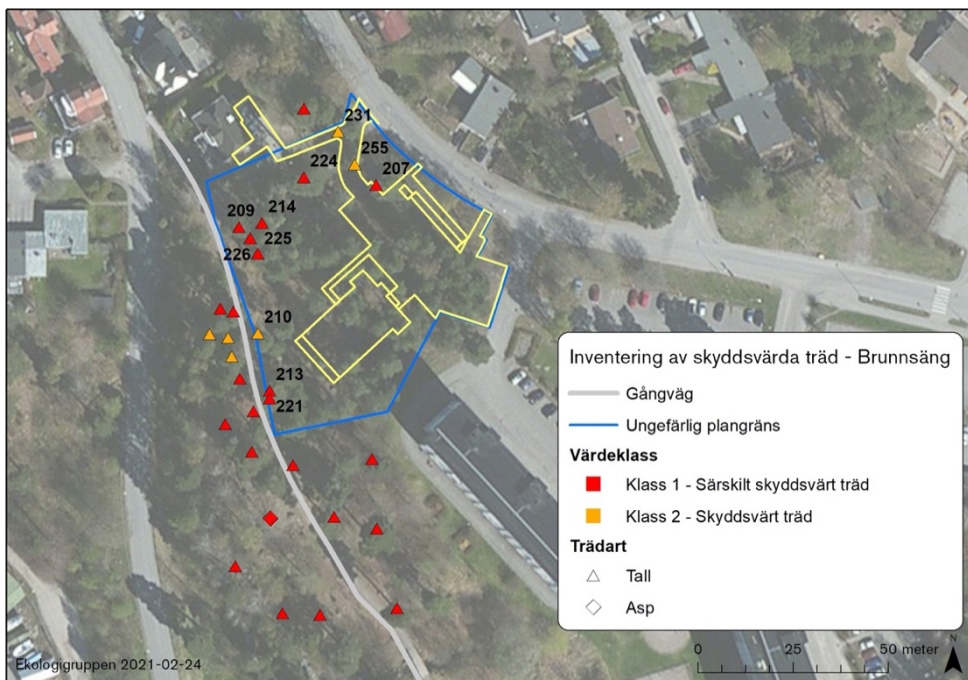 231
255
224
207
214
209
225
226
210
213
221
Inventering av skyddsvärda träd - Brunnsäng
Gångväg
Ungefärlig plangräns
Värdeklass
Klass 1 - Särskilt skyddsvärt träd
Klass 2 - Skyddsvärt träd
Trädart
Tall
Asp
Ekologigruppen 2021-02-24
0 25 50 meter
N